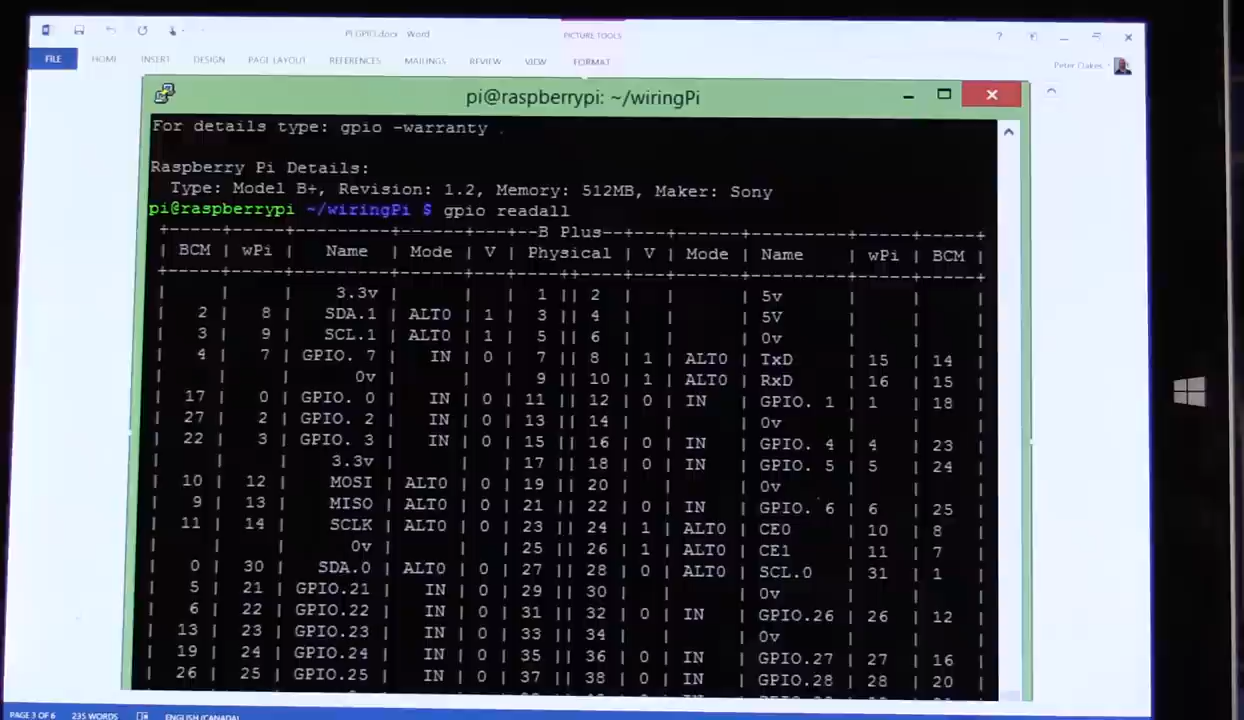 PI GPIO.docx - Word
PICTURE TOOLS
?
FILE HOME INSERT DESIGN PAGE LAYOUT REFERENCES MAILINGS REVIEW VIEW FORMAT
Peter Oakes
pi@raspberrypi: ~/wiringPi
For details type: gpio -warranty
Raspberry Pi Details:
Type: Model B+, Revision: 1.2, Memory: 512MB, Maker: Sony
pi@raspberrypi ~/wiringPi $ gpio readall
+-----+-----+---------+------+---+--B Plus--+---+------+---------+-----+-----+
| BCM | wPi | Name | Mode | V | Physical | V | Mode | Name | wPi | BCM |
+-----+-----+---------+------+---+----++----+---+------+---------+-----+-----+
| | | 3.3v | | | 1 || 2 | | | 5v | | |
| 2 | 8 | SDA.1 | ALT0 | 1 | 3 || 4 | | | 5V | | |
| 3 | 9 | SCL.1 | ALT0 | 1 | 5 || 6 | | | 0v | | |
| 4 | 7 | GPIO. 7 | IN | 0 | 7 || 8 | 1 | ALT0 | TxD | 15 | 14 |
| | | 0v | | | 9 || 10 | 1 | ALT0 | RxD | 16 | 15 |
| 17 | 0 | GPIO. 0 | IN | 0 | 11 || 12 | 0 | IN | GPIO. 1 | 1 | 18 |
| 27 | 2 | GPIO. 2 | IN | 0 | 13 || 14 | | | 0v | | |
| 22 | 3 | GPIO. 3 | IN | 0 | 15 || 16 | 0 | IN | GPIO. 4 | 4 | 23 |
| | | 3.3v | | | 17 || 18 | 0 | IN | GPIO. 5 | 5 | 24 |
| 10 | 12 | MOSI | ALT0 | 0 | 19 || 20 | | | 0v | | |
| 9 | 13 | MISO | ALT0 | 0 | 21 || 22 | 0 | IN | GPIO. 6 | 6 | 25 |
| 11 | 14 | SCLK | ALT0 | 0 | 23 || 24 | 1 | ALT0 | CE0 | 10 | 8 |
| | | 0v | | | 25 || 26 | 1 | ALT0 | CE1 | 11 | 7 |
| 0 | 30 | SDA.0 | ALT0 | 0 | 27 || 28 | 0 | ALT0 | SCL.0 | 31 | 1 |
| 5 | 21 | GPIO.21 | IN | 0 | 29 || 30 | | | 0v | | |
| 6 | 22 | GPIO.22 | IN | 0 | 31 || 32 | 0 | IN | GPIO.26 | 26 | 12 |
| 13 | 23 | GPIO.23 | IN | 0 | 33 || 34 | | | 0v | | |
| 19 | 24 | GPIO.24 | IN | 0 | 35 || 36 | 0 | IN | GPIO.27 | 27 | 16 |
| 26 | 25 | GPIO.25 | IN | 0 | 37 || 38 | 0 | IN | GPIO.28 | 28 | 20 |
PAGE 3 OF 6 235 WORDS ENGLISH (CANADA)